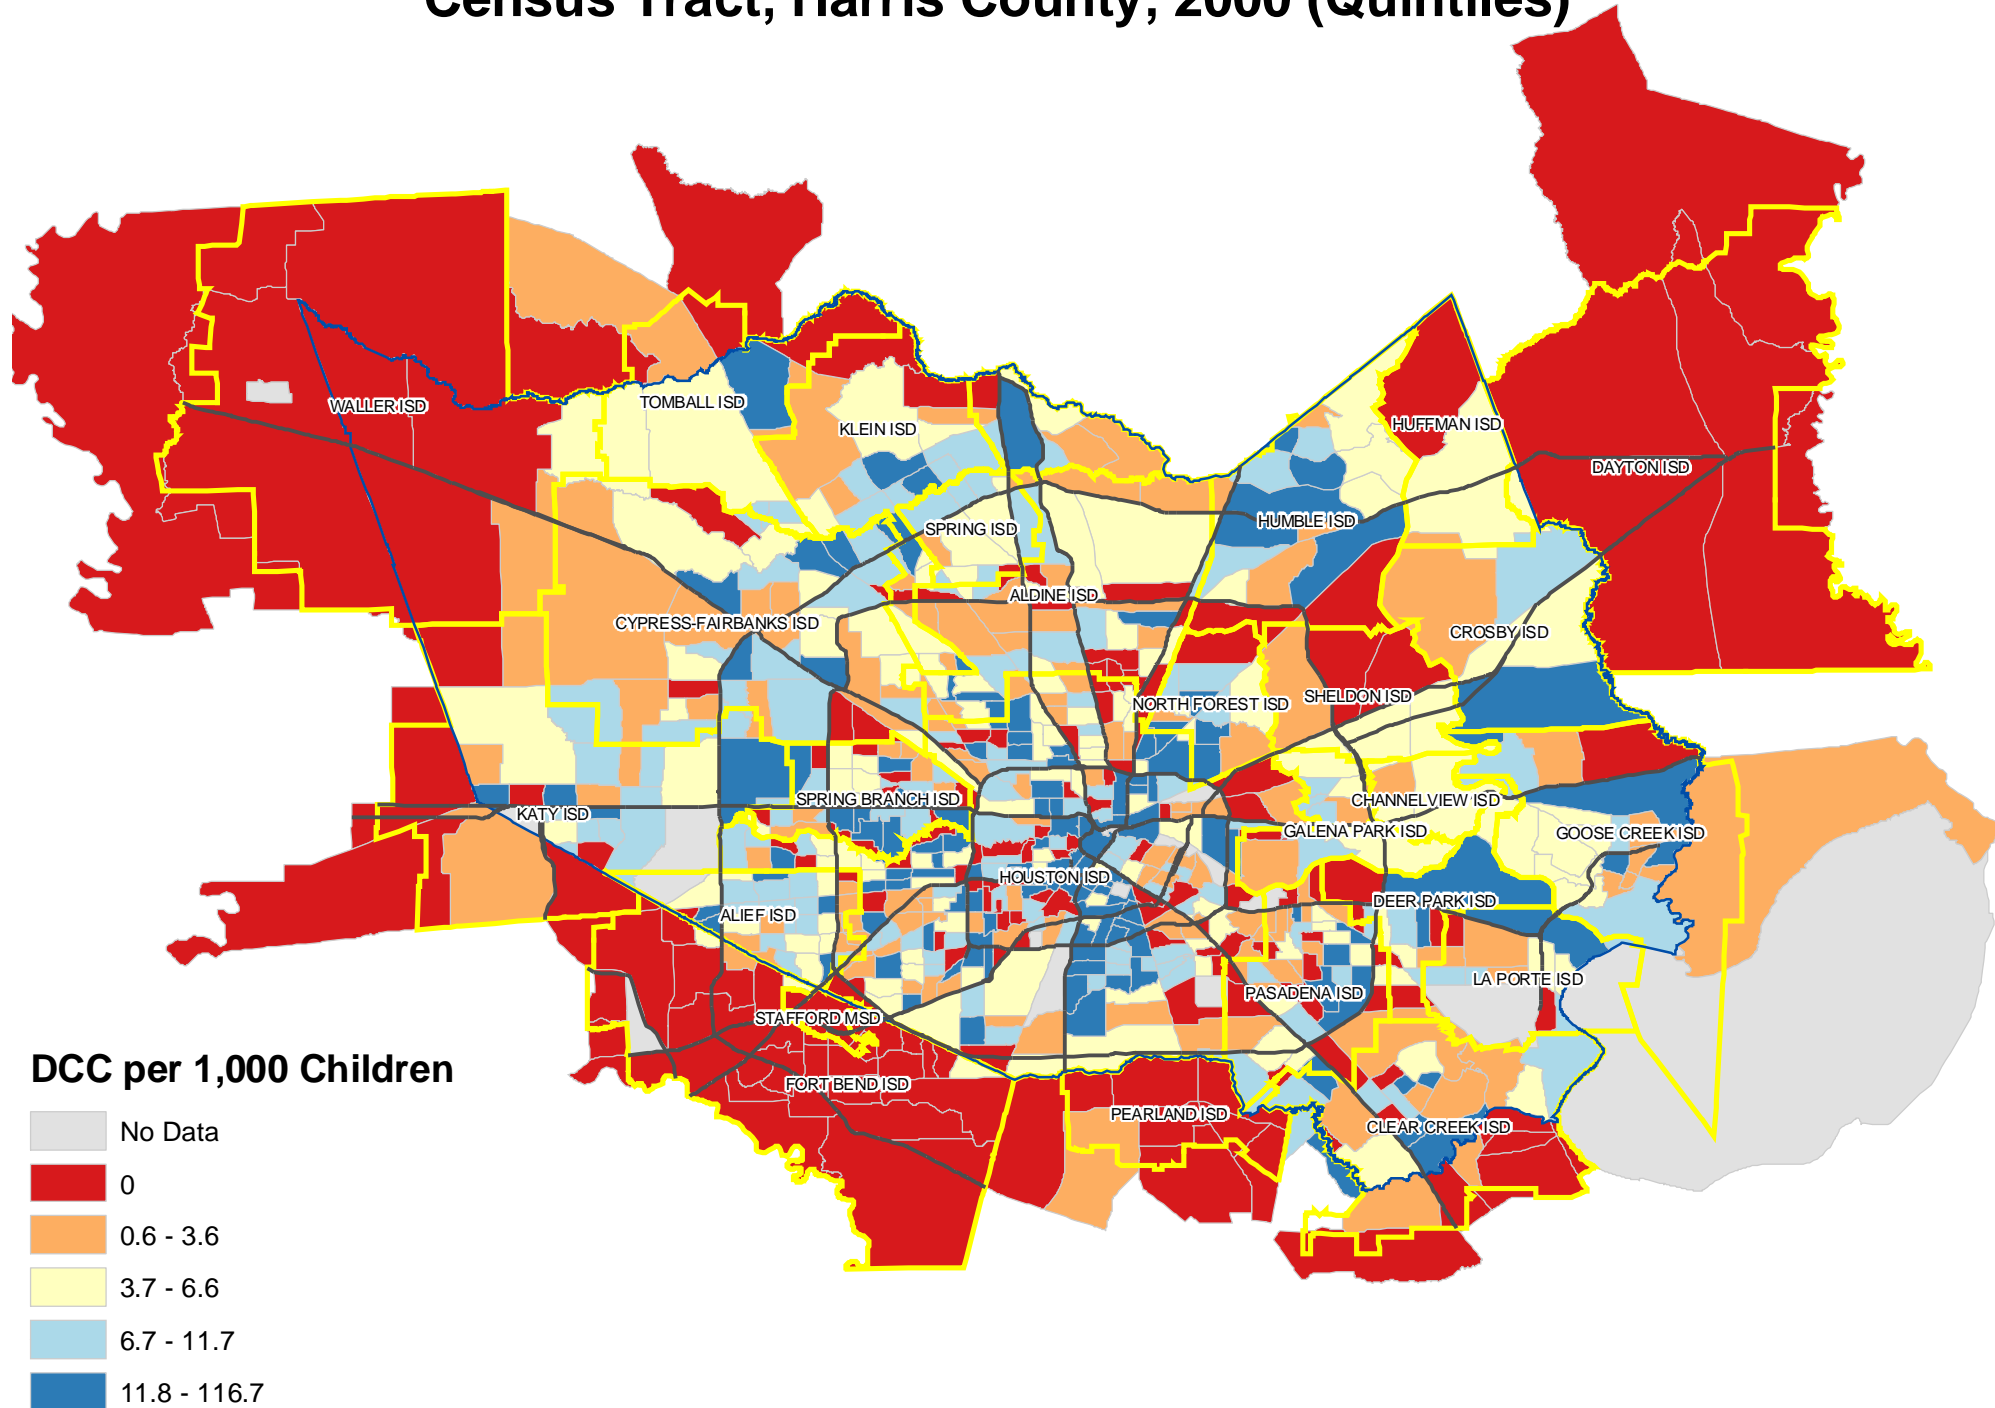 Census Tract, Harris County, 2000 (Quintiles)
WALLER ISD
TOMBALL ISD
KLEIN ISD
HUFFMAN ISD
DAYTON ISD
SPRING ISD
HUMBLE ISD
ALDINE ISD
CYPRESS-FAIRBANKS ISD
CROSBY ISD
SHELDON ISD
NORTH FOREST ISD
SPRING BRANCH ISD
CHANNELVIEW ISD
KATY ISD
GALENA PARK ISD
GOOSE CREEK ISD
HOUSTON ISD
DEER PARK ISD
ALIEF ISD
LA PORTE ISD
PASADENA ISD
STAFFORD MSD
FORT BEND ISD
PEARLAND ISD
CLEAR CREEK ISD
DCC per 1,000 Children
No Data
0
0.6 - 3.6
3.7 - 6.6
6.7 - 11.7
11.8 - 116.7